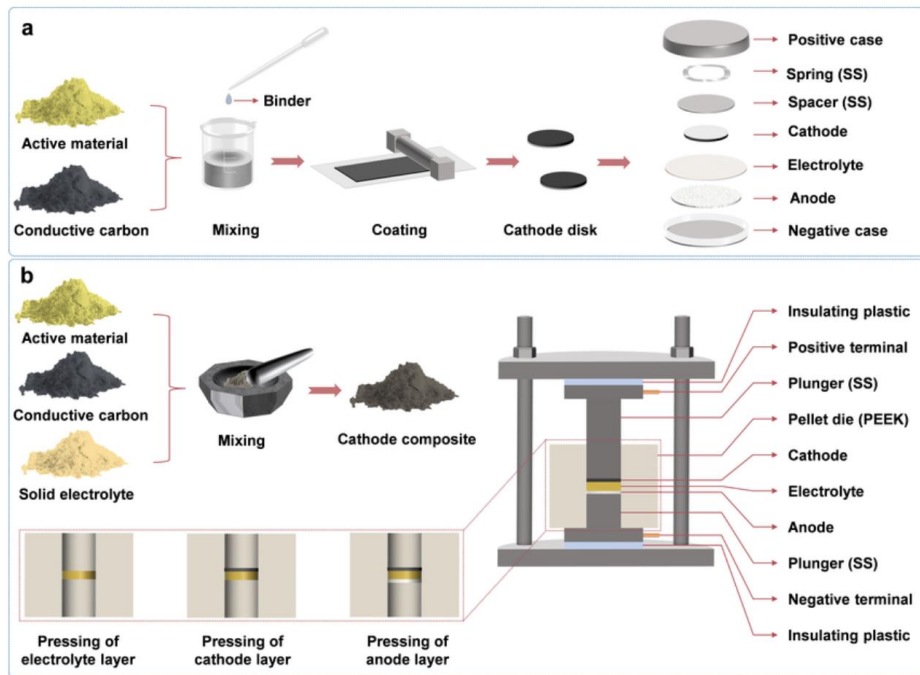 a
Active material
Conductive carbon
Binder
Mixing
Coating
Cathode disk
Positive case
Spring (SS)
Spacer (SS)
Cathode
Electrolyte
Anode
Negative case
b
Active material
Conductive carbon
Solid electrolyte
Mixing
Cathode composite
Pressing of
electrolyte layer
Pressing of
cathode layer
Pressing of
anode layer
Insulating plastic
Positive terminal
Plunger (SS)
Pellet die (PEEK)
Cathode
Electrolyte
Anode
Plunger (SS)
Negative terminal
Insulating plastic